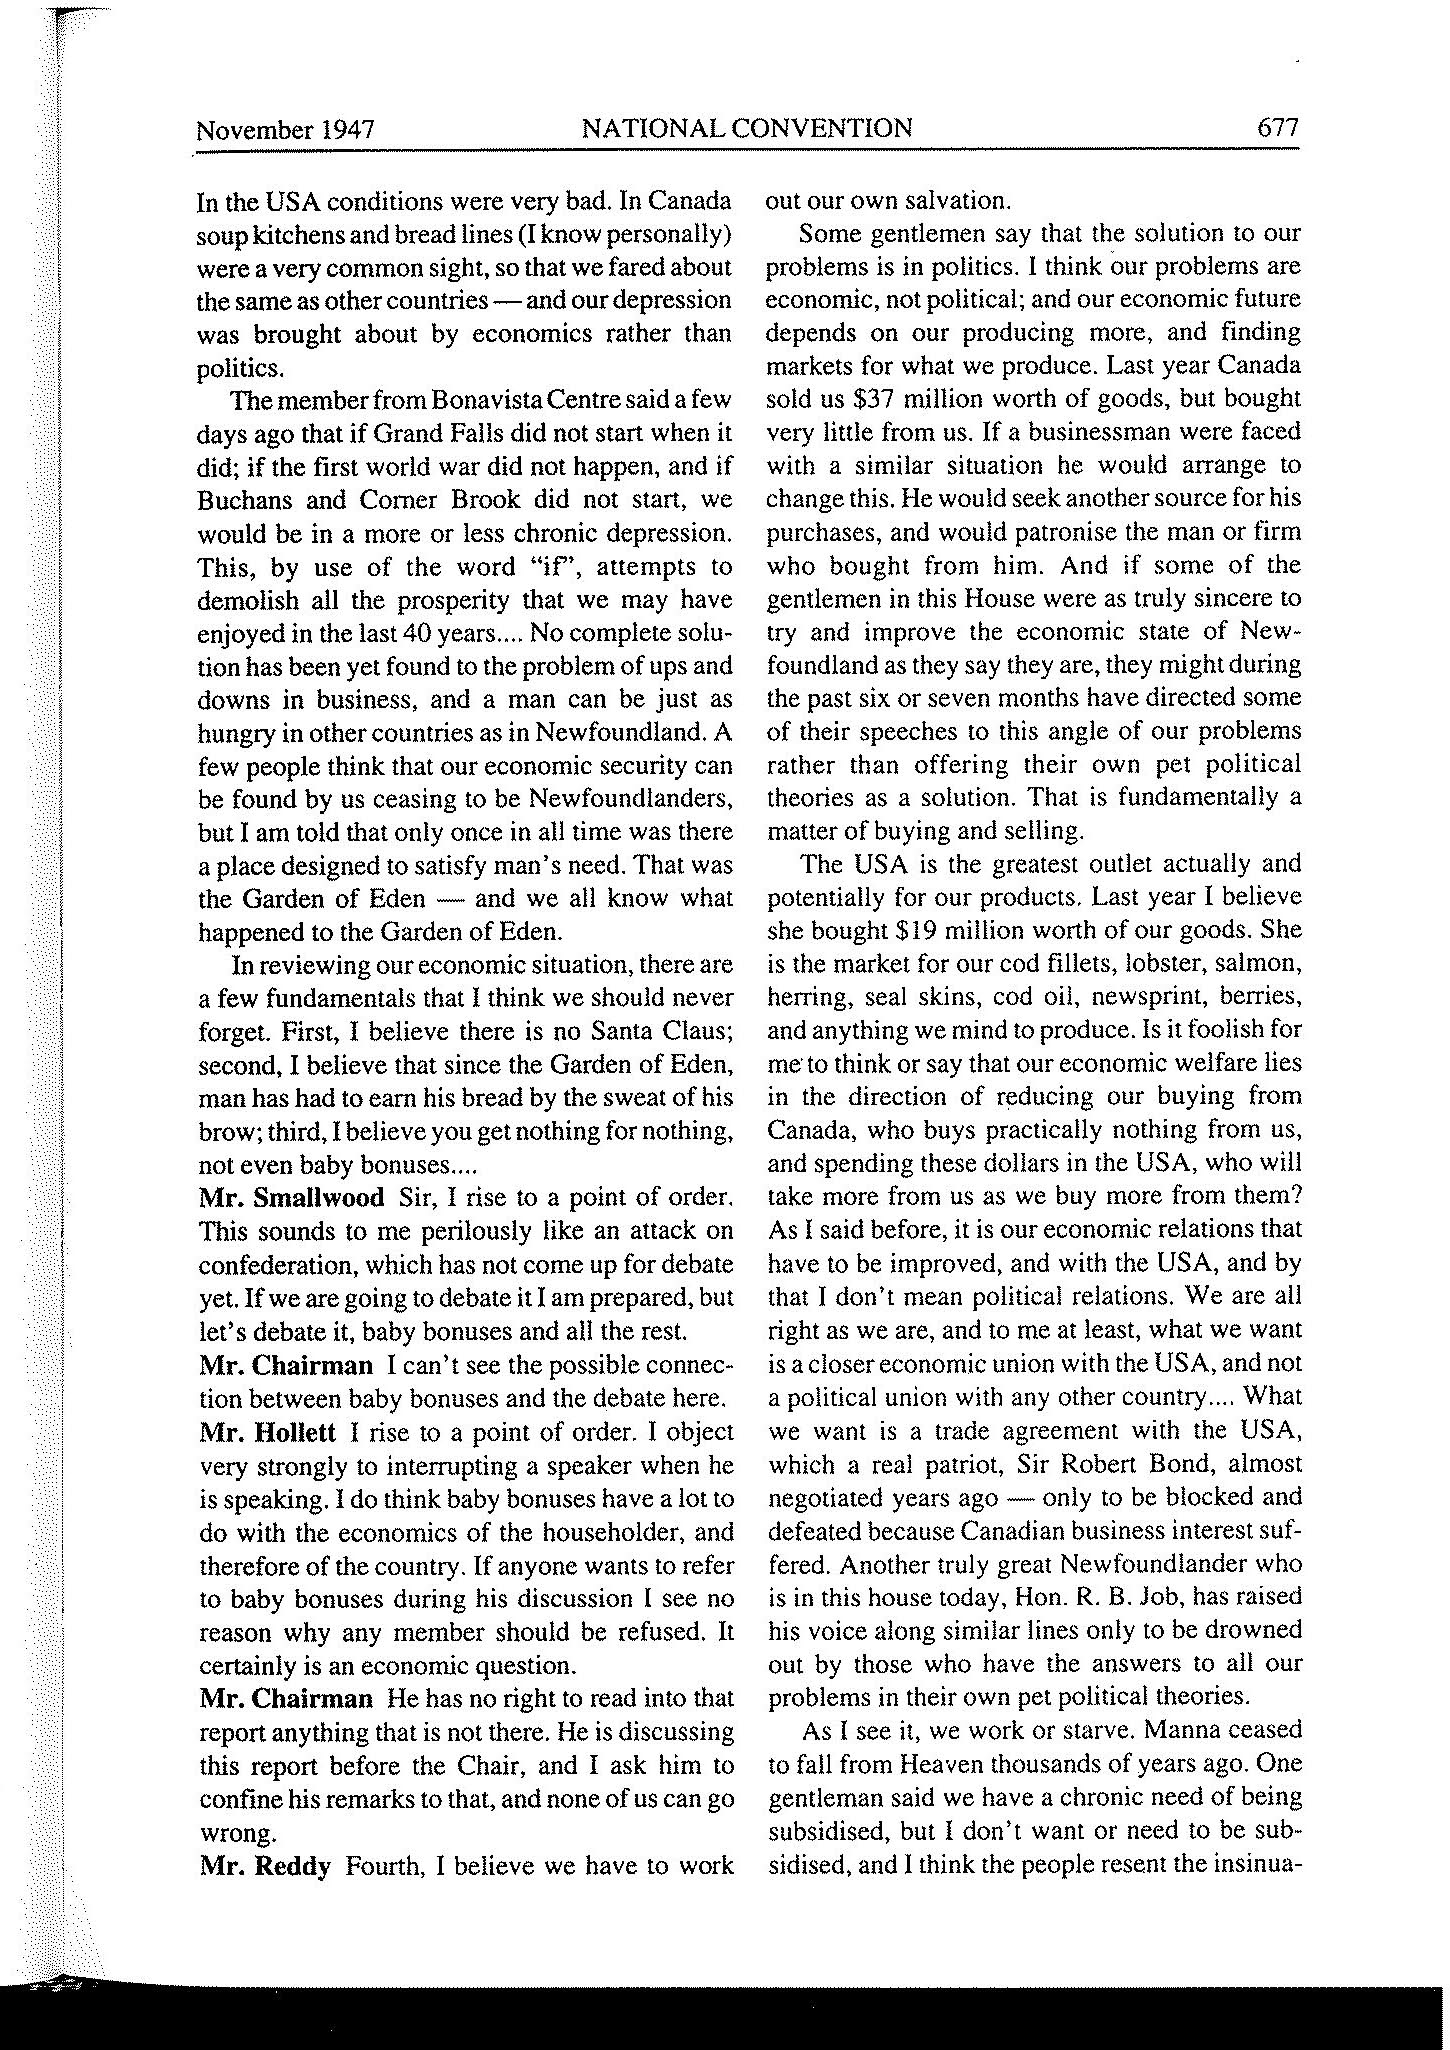 November 1947
NATIONAL CONVENTION
677
In the USA conditions were very bad. In Canada
soup kitchens and bread lines (I know personally)
were a very common sight, so that we fared about
the same as other countries — and our depression
was brought about by economics rather than
politics.
The member from Bonavista Centre said a few
days ago that if Grand Falls did not start when it
did; if the first world war did not happen, and if
Buchans and Corner Brook did not start, we
would be in a more or less chronic depression.
This, by use of the word "if", attempts to
demolish all the prosperity that we may have
enjoyed in the last 40 years.... No complete solu-
tion has been yet found to the problem of ups and
downs in business, and a man can be just as
hungry in other countries as in Newfoundland. A
few people think that our economic security can
be found by us ceasing to be Newfoundlanders,
but I am told that only once in all time was there
a place designed to satisfy man's need. That was
the Garden of Eden — and we all know what
happened to the Garden of Eden.
In reviewing our economic situation, there are
a few fundamentals that I think we should never
forget. First, I believe there is no Santa Claus;
second, I believe that since the Garden of Eden,
man has had to earn his bread by the sweat of his
brow; third, I believe you get nothing for nothing,
not even baby bonuses....
Mr. Smallwood Sir, I rise to a point of order.
This sounds to me perilously like an attack on
confederation, which has not come up for debate
yet. If we are going to debate it I am prepared, but
let's debate it, baby bonuses and all the rest.
Mr. Chairman I can't see the possible connec-
tion between baby bonuses and the debate here.
Mr. Hollett I rise to a point of order. I object
very strongly to interrupting a speaker when he
is speaking. I do think baby bonuses have a lot to
do with the economics of the householder, and
therefore of the country. If anyone wants to refer
to baby bonuses during his discussion I see no
reason why any member should be refused. It
certainly is an economic question.
Mr. Chairman He has no right to read into that
report anything that is not there. He is discussing
this report before the Chair, and I ask him to
confine his remarks to that, and none of us can go
wrong.
Mr. Reddy Fourth, I believe we have to work
out our own salvation.
Some gentlemen say that the solution to our
problems is in politics. I think our problems are
economic, not political; and our economic future
depends on our producing more, and finding
markets for what we produce. Last year Canada
sold us $37 million worth of goods, but bought
very little from us. If a businessman were faced
with a similar situation he would arrange to
change this. He would seek another source for his
purchases, and would patronise the man or firm
who bought from him. And if some of the
gentlemen in this House were as truly sincere to
try and improve the economic state of New-
foundland as they say they are, they might during
the past six or seven months have directed some
of their speeches to this angle of our problems
rather than offering their own pet political
theories as a solution. That is fundamentally a
matter of buying and selling.
The USA is the greatest outlet actually and
potentially for our products. Last year I believe
she bought $19 million worth of our goods. She
is the market for our cod fillets, lobster, salmon,
herring, seal skins, cod oil, newsprint, berries,
and anything we mind to produce. Is it foolish for
me to think or say that our economic welfare lies
in the direction of reducing our buying from
Canada, who buys practically nothing from us,
and spending these dollars in the USA, who will
take more from us as we buy more from them?
As I said before, it is our economic relations that
have to be improved, and with the USA, and by
that I don't mean political relations. We are all
right as we are, and to me at least, what we want
is a closer economic union with the USA, and not
a political union with any other country.... What
we want is a trade agreement with the USA,
which a real patriot, Sir Robert Bond, almost
negotiated years ago — only to be blocked and
defeated because Canadian business interest suf-
fered. Another truly great Newfoundlander who
is in this house today, Hon. R. B. Job, has raised
his voice along similar lines only to be drowned
out by those who have the answers to all our
problems in their own pet political theories.
As I see it, we work or starve. Manna ceased
to fall from Heaven thousands of years ago. One
gentleman said we have a chronic need of being
subsidised, but I don't want or need to be sub-
sidised, and I think the people resent the insinua-